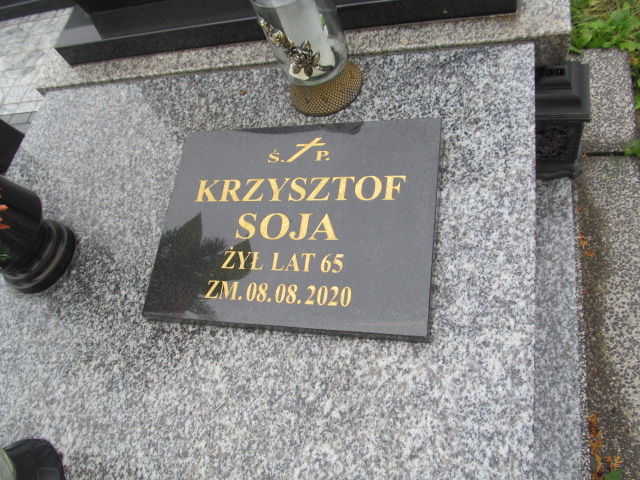 Ś. P.
KRZYSZTOF
SOJA
ŻYŁ LAT 65
ZM. 08.08.2020